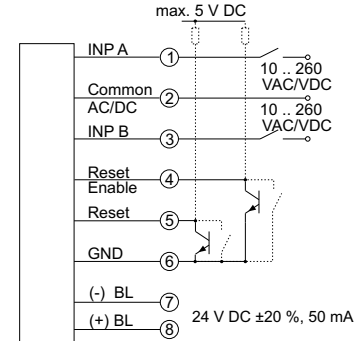 max. 5 V DC
INP A
1
10 .. 260
VAC/VDC
Common
AC/DC
2
10 .. 260
VAC/VDC
INP B
3
Reset
Enable
4
Reset
5
GND
6
(-) BL
7
(+) BL
8
24 V DC ±20 %, 50 mA